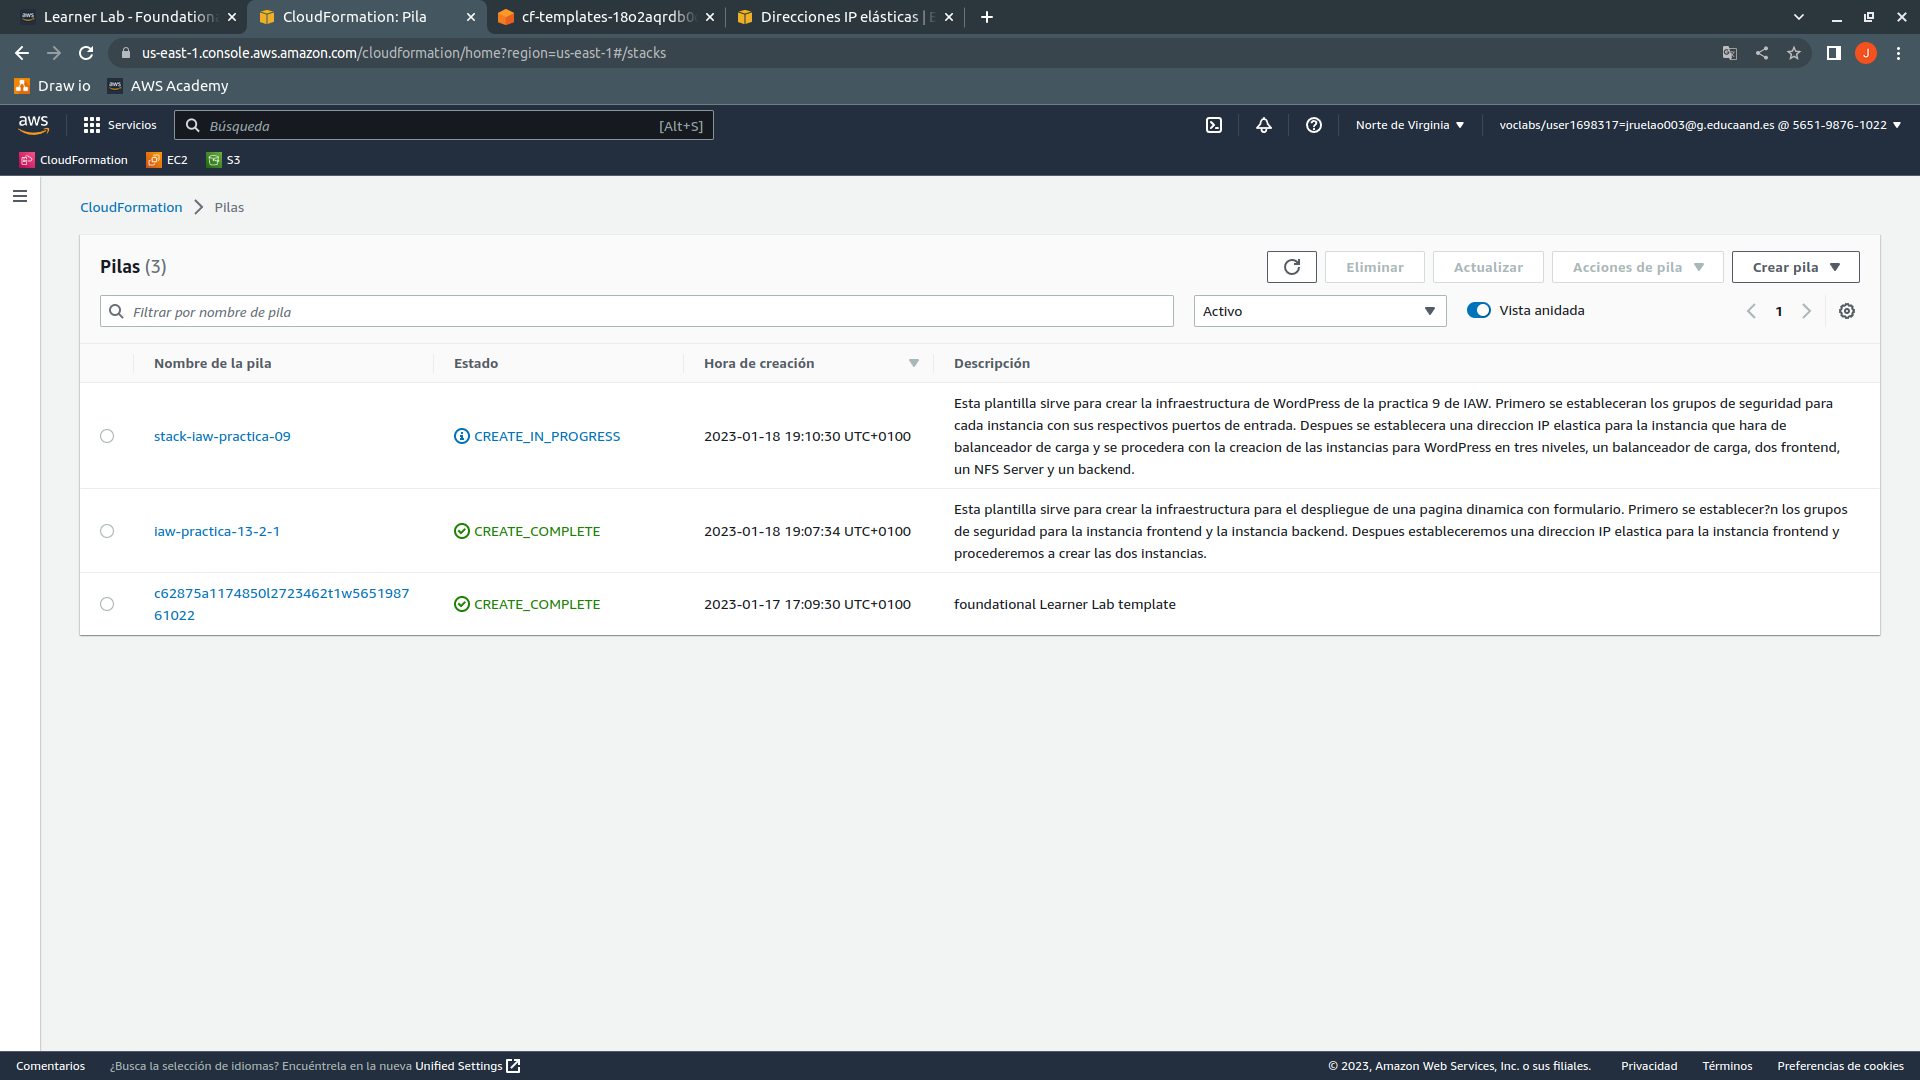 Learner Lab - Foundationa
CloudFormation: Pila
cf-templates-18o2aqrdb0
Direcciones IP elásticas | E
us-east-1.console.aws.amazon.com/cloudformation/home?region=us-east-1#/stacks
J
Draw io
aws AWS Academy
aws
Servicios
Búsqueda [Alt+S]
Norte de Virginia
voclabs/user1698317=jruelao003@g.educaand.es @ 5651-9876-1022
CloudFormation
EC2
S3
CloudFormation > Pilas
Pilas (3)
Eliminar
Actualizar
Acciones de pila
Crear pila
Filtrar por nombre de pila
Activo
Vista anidada
1
Nombre de la pila
Estado
Hora de creación
Descripción
stack-iaw-practica-09
CREATE_IN_PROGRESS
2023-01-18 19:10:30 UTC+0100
Esta plantilla sirve para crear la infraestructura de WordPress de la practica 9 de IAW. Primero se estableceran los grupos de seguridad para
cada instancia con sus respectivos puertos de entrada. Despues se establecera una direccion IP elastica para la instancia que hara de
balanceador de carga y se procedera con la creacion de las instancias para WordPress en tres niveles, un balanceador de carga, dos frontend,
un NFS Server y un backend.
iaw-practica-13-2-1
CREATE_COMPLETE
2023-01-18 19:07:34 UTC+0100
Esta plantilla sirve para crear la infraestructura para el despliegue de una pagina dinamica con formulario. Primero se establecer?n los grupos
de seguridad para la instancia frontend y la instancia backend. Despues estableceremos una direccion IP elastica para la instancia frontend y
procederemos a crear las dos instancias.
c62875a1174850l2723462t1w5651987
61022
CREATE_COMPLETE
2023-01-17 17:09:30 UTC+0100
foundational Learner Lab template
Comentarios
¿Busca la selección de idiomas? Encuéntrela en la nueva Unified Settings
© 2023, Amazon Web Services, Inc. o sus filiales.
Privacidad
Términos
Preferencias de cookies